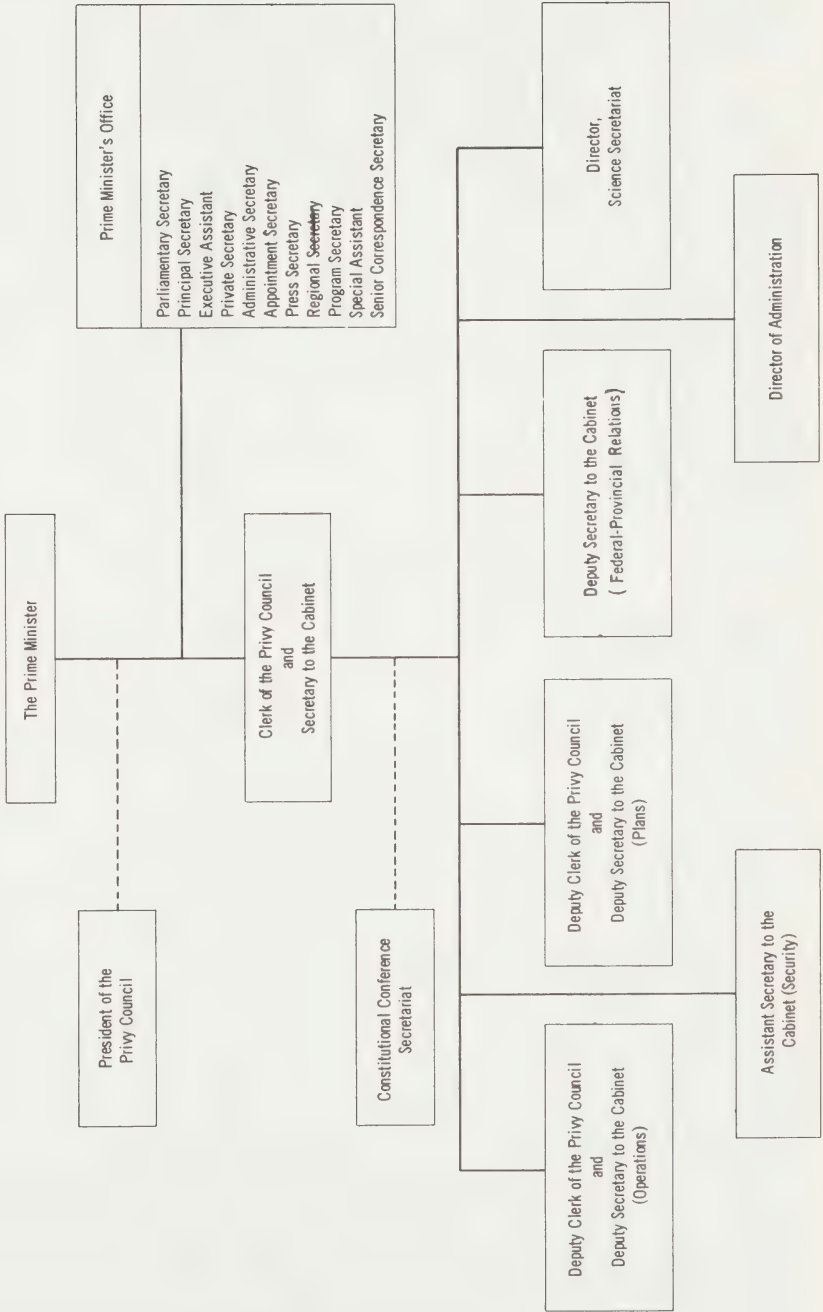 The Prime Minister
Prime Minister's Office
Parliamentary Secretary
Principal Secretary
Executive Assistant
Private Secretary
Administrative Secretary
Appointment Secretary
Press Secretary
Regional Secretary
Program Secretary
Special Assistant
Senior Correspondence Secretary
President of the
Privy Council
Clerk of the Privy Council
and
Secretary to the Cabinet
Constitutional Conference
Secretariat
Deputy Clerk of the Privy Council
and
Deputy Secretary to the Cabinet
(Operations)
Deputy Clerk of the Privy Council
and
Deputy Secretary to the Cabinet
(Plans)
Deputy Secretary to the Cabinet
( Federal-Provincial Relations)
Director,
Science Secretariat
Assistant Secretary to the
Cabinet (Security)
Director of Administration